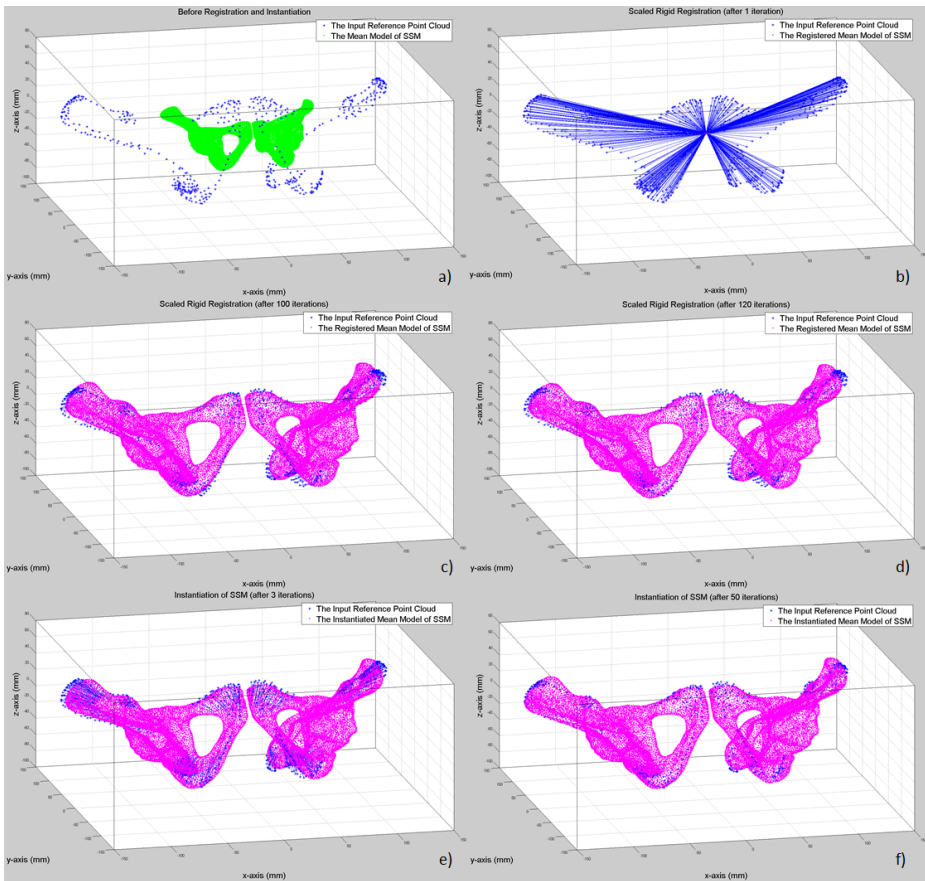 Before Registration and Instantiation
The Input Reference Point Cloud
The Mean Model of SSM
z-axis (mm)
y-axis (mm)
x-axis (mm)
a)
Scaled Rigid Registration (after 1 iteration)
The Input Reference Point Cloud
The Registered Mean Model of SSM
z-axis (mm)
y-axis (mm)
x-axis (mm)
b)
Scaled Rigid Registration (after 100 iterations)
The Input Reference Point Cloud
The Registered Mean Model of SSM
z-axis (mm)
y-axis (mm)
x-axis (mm)
c)
Scaled Rigid Registration (after 120 iterations)
The Input Reference Point Cloud
The Registered Mean Model of SSM
z-axis (mm)
y-axis (mm)
x-axis (mm)
d)
Instantiation of SSM (after 3 iterations)
The Input Reference Point Cloud
The Instantiated Mean Model of SSM
z-axis (mm)
y-axis (mm)
x-axis (mm)
e)
Instantiation of SSM (after 50 iterations)
The Input Reference Point Cloud
The Instantiated Mean Model of SSM
z-axis (mm)
y-axis (mm)
x-axis (mm)
f)